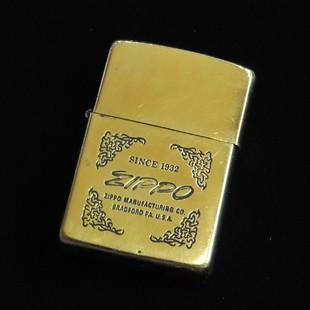 SINCE 1932
ZIPPO
ZIPPO MANUFACTURING CO.
BRADFORD PA. U.S.A.